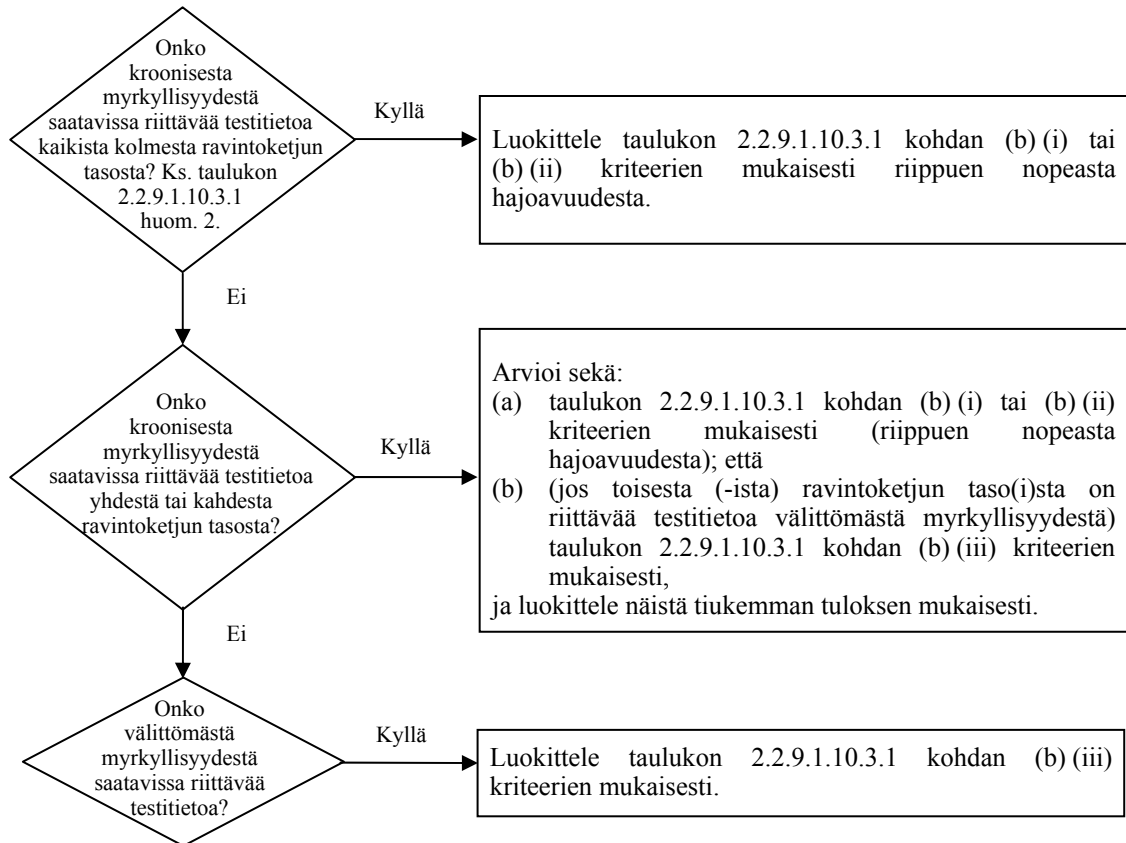 Onko
kroonisesta
myrkyllisyydestä
saatavissa riittävää testitietoa
kaikista kolmesta ravintoketjun
tasosta? Ks. taulukon
2.2.9.1.10.3.1
huom. 2.
Kyllä
Luokittele taulukon 2.2.9.1.10.3.1 kohdan (b) (i) tai
(b) (ii) kriteerien mukaisesti riippuen nopeasta
hajoavuudesta.
Ei
Onko
kroonisesta
myrkyllisyydestä
saatavissa riittävää testitietoa
yhdestä tai kahdesta
ravintoketjun tasosta?
Kyllä
Arvioi sekä:
(a) taulukon 2.2.9.1.10.3.1 kohdan (b) (i) tai (b) (ii)
kriteerien mukaisesti (riippuen nopeasta
hajoavuudesta); että
(b) (jos toisesta (-ista) ravintoketjun taso(i)sta on
riittävää testitietoa välittömästä myrkyllisyydestä)
taulukon 2.2.9.1.10.3.1 kohdan (b) (iii) kriteerien
mukaisesti,
ja luokittele näistä tiukemman tuloksen mukaisesti.
Ei
Onko
välittömästä
myrkyllisyydestä
saatavissa riittävää
testitietoa?
Kyllä
Luokittele taulukon 2.2.9.1.10.3.1 kohdan (b) (iii)
kriteerien mukaisesti.